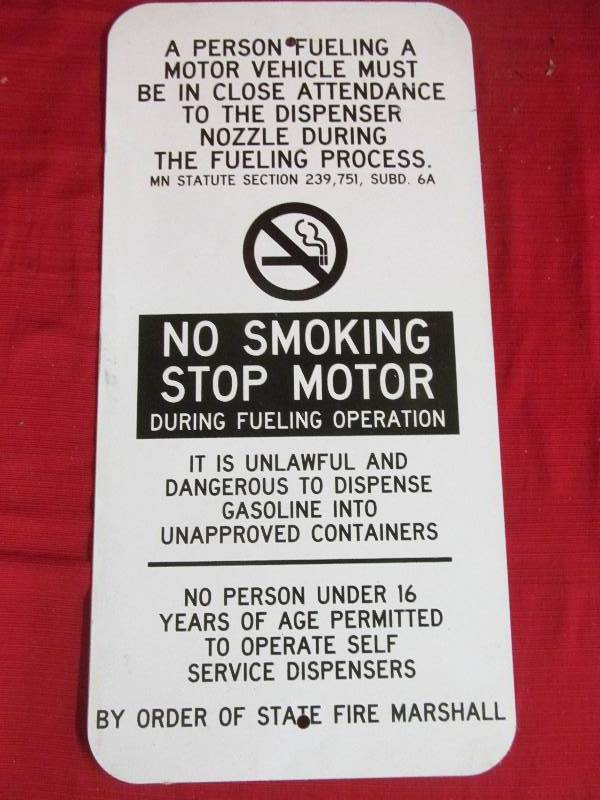 A PERSON FUELING A
MOTOR VEHICLE MUST
BE IN CLOSE ATTENDANCE
TO THE DISPENSER
NOZZLE DURING
THE FUELING PROCESS.
MN STATUTE SECTION 239,751, SUBD. 6A
NO SMOKING
STOP MOTOR
DURING FUELING OPERATION
IT IS UNLAWFUL AND
DANGEROUS TO DISPENSE
GASOLINE INTO
UNAPPROVED CONTAINERS
NO PERSON UNDER 16
YEARS OF AGE PERMITTED
TO OPERATE SELF
SERVICE DISPENSERS
BY ORDER OF STATE FIRE MARSHALL